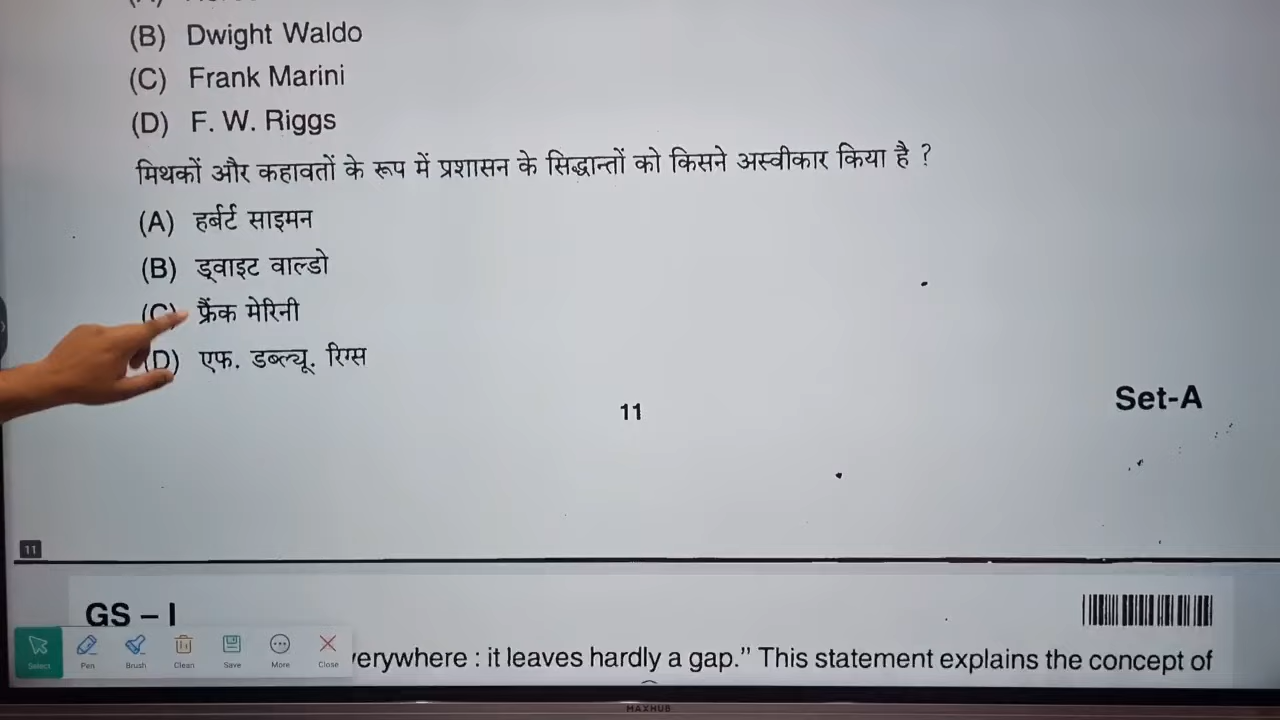 (B) Dwight Waldo
(C) Frank Marini
(D) F. W. Riggs
मिथकों और कहावतों के रूप में प्रशासन के सिद्धान्तों को किसने अस्वीकार किया है ?
(A) हर्बर्ट साइमन
(B) ड्वाइट वाल्डो
(C) फ्रैंक मेरिनी
(D) एफ. डब्ल्यू. रिग्स
11
Set-A
11
GS – I
Select Pen Brush Clean Save More Close
erywhere : it leaves hardly a gap.” This statement explains the concept of
MAXHUB